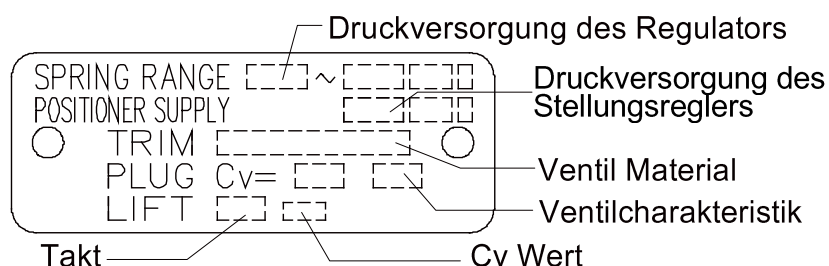 Druckversorgung des Regulators
SPRING RANGE ~
POSITIONER SUPPLY
Druckversorgung des
Stellungsreglers
TRIM
Ventil Material
PLUG Cv=
Ventilcharakteristik
LIFT
Takt
Cv Wert